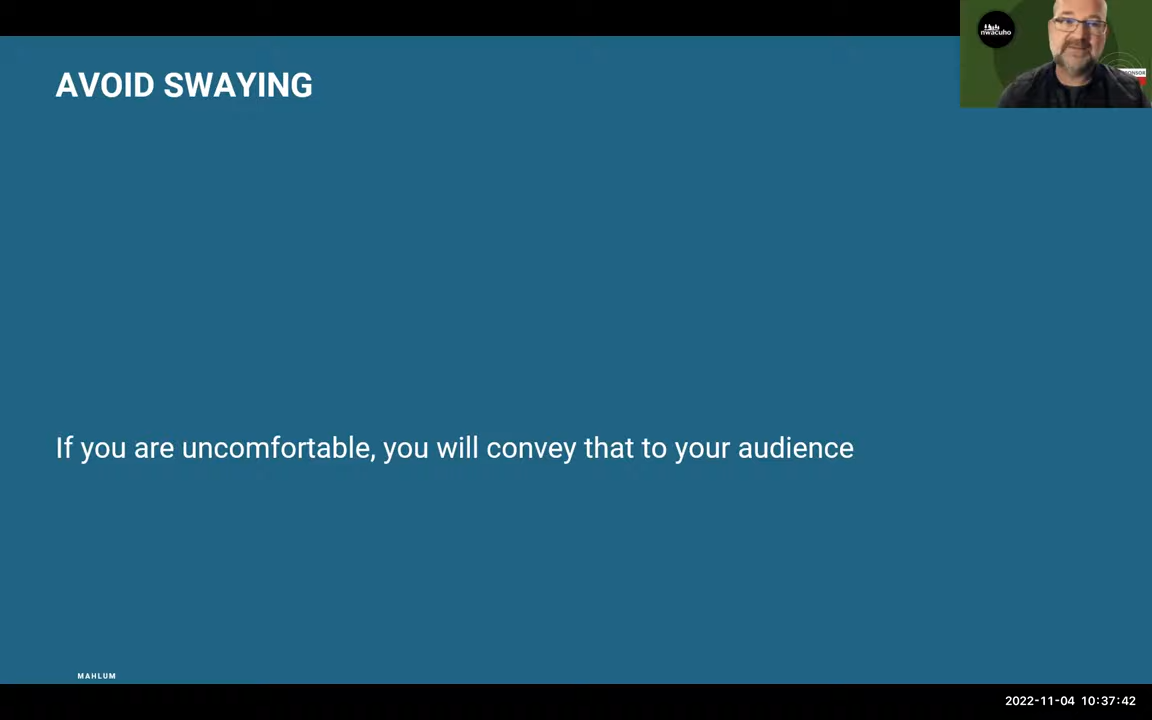 AVOID SWAYING
nwacuho
If you are uncomfortable, you will convey that to your audience
MAHLUM
2022-11-04 10:37:42